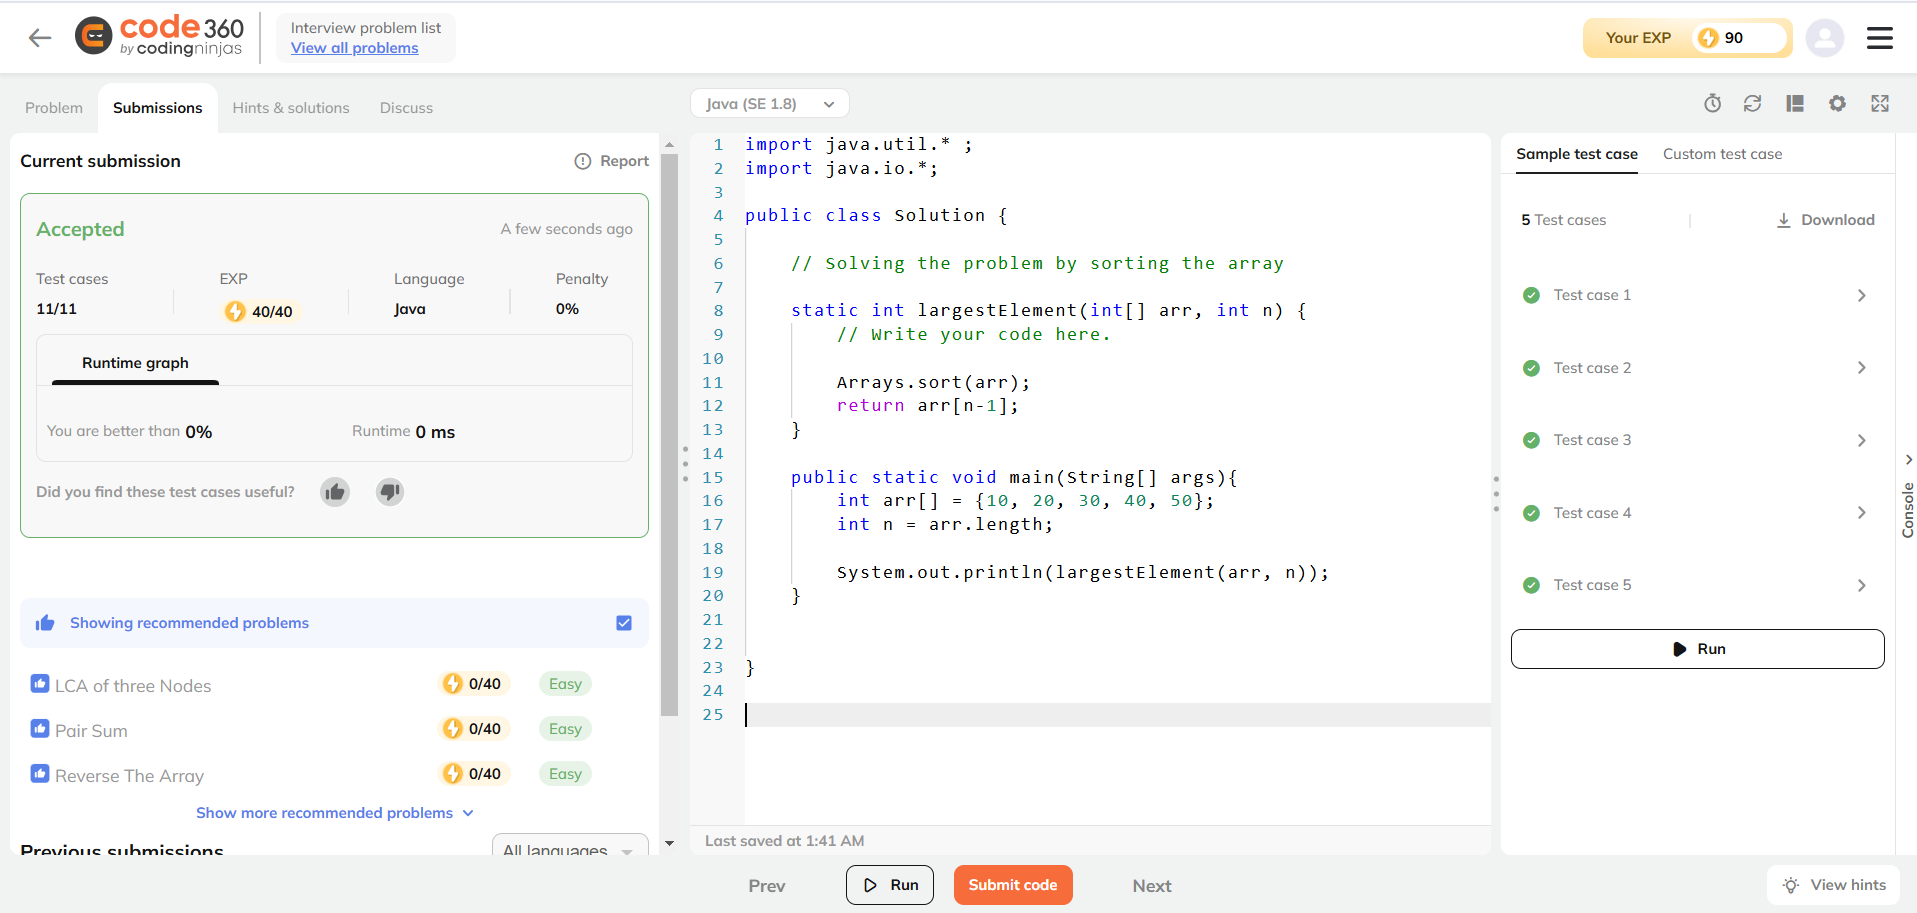 code 360
by codingninjas
Interview problem list
View all problems
Your EXP 90
Problem Submissions Hints & solutions Discuss
Java (SE 1.8)
Current submission
Report
Accepted
A few seconds ago
Test cases EXP Language Penalty
11/11 40/40 Java 0%
Runtime graph
You are better than 0% Runtime 0 ms
Did you find these test cases useful?
Showing recommended problems
LCA of three Nodes 0/40 Easy
Pair Sum 0/40 Easy
Reverse The Array 0/40 Easy
Show more recommended problems
Previous submissions All languages
1 import java.util.* ;
2 import java.io.*;
3
4 public class Solution {
5
6 // Solving the problem by sorting the array
7
8 static int largestElement(int[] arr, int n) {
9 // Write your code here.
10
11 Arrays.sort(arr);
12 return arr[n-1];
13 }
14
15 public static void main(String[] args){
16 int arr[] = {10, 20, 30, 40, 50};
17 int n = arr.length;
18
19 System.out.println(largestElement(arr, n));
20 }
21
22
23 }
24
25
Last saved at 1:41 AM
Sample test case Custom test case
5 Test cases Download
Test case 1
Test case 2
Test case 3
Test case 4
Test case 5
Run
Console
Prev Run Submit code Next
View hints